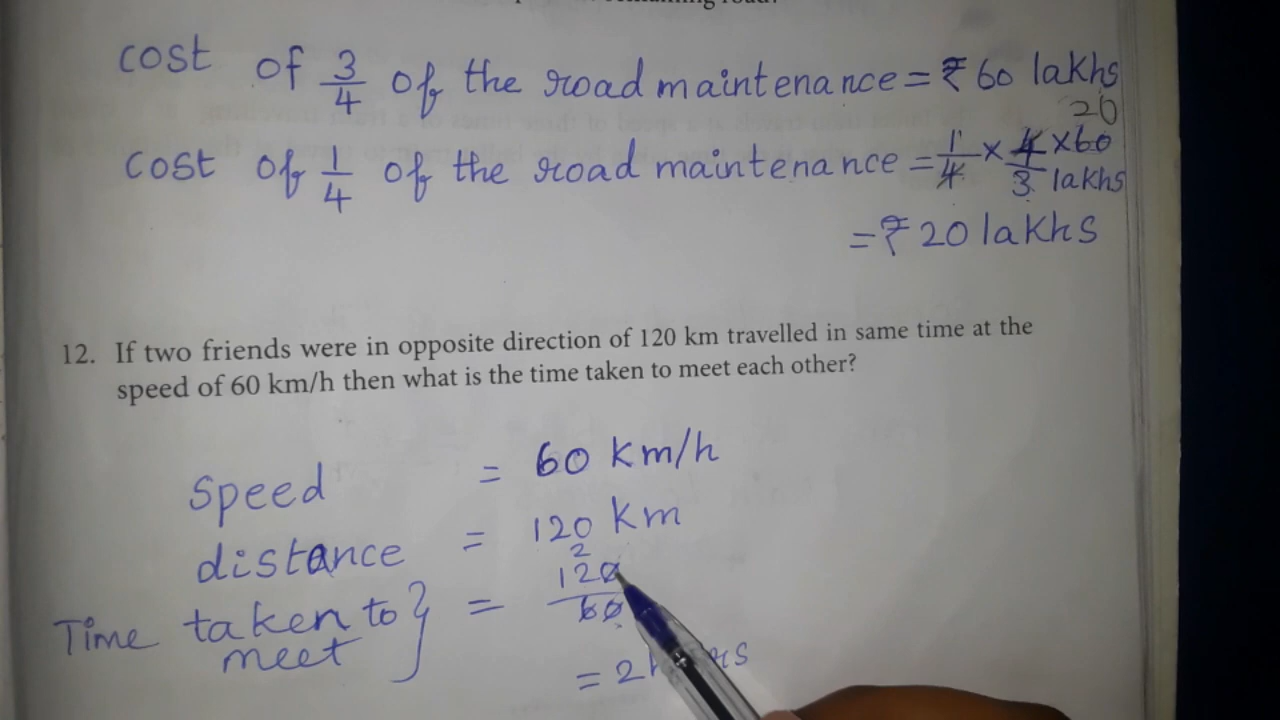 remaining road?
cost of 3/4 of the road maintenance = ₹ 60 lakhs
20
cost of 1/4 of the road maintenance = 1/4 × 4/3 × 60 lakhs
= ₹ 20 lakhs
12. If two friends were in opposite direction of 120 km travelled in same time at the
speed of 60 km/h then what is the time taken to meet each other?
speed = 60 Km/h
distance = 120 Km
2
Time taken to meet } = 120/60
= 2